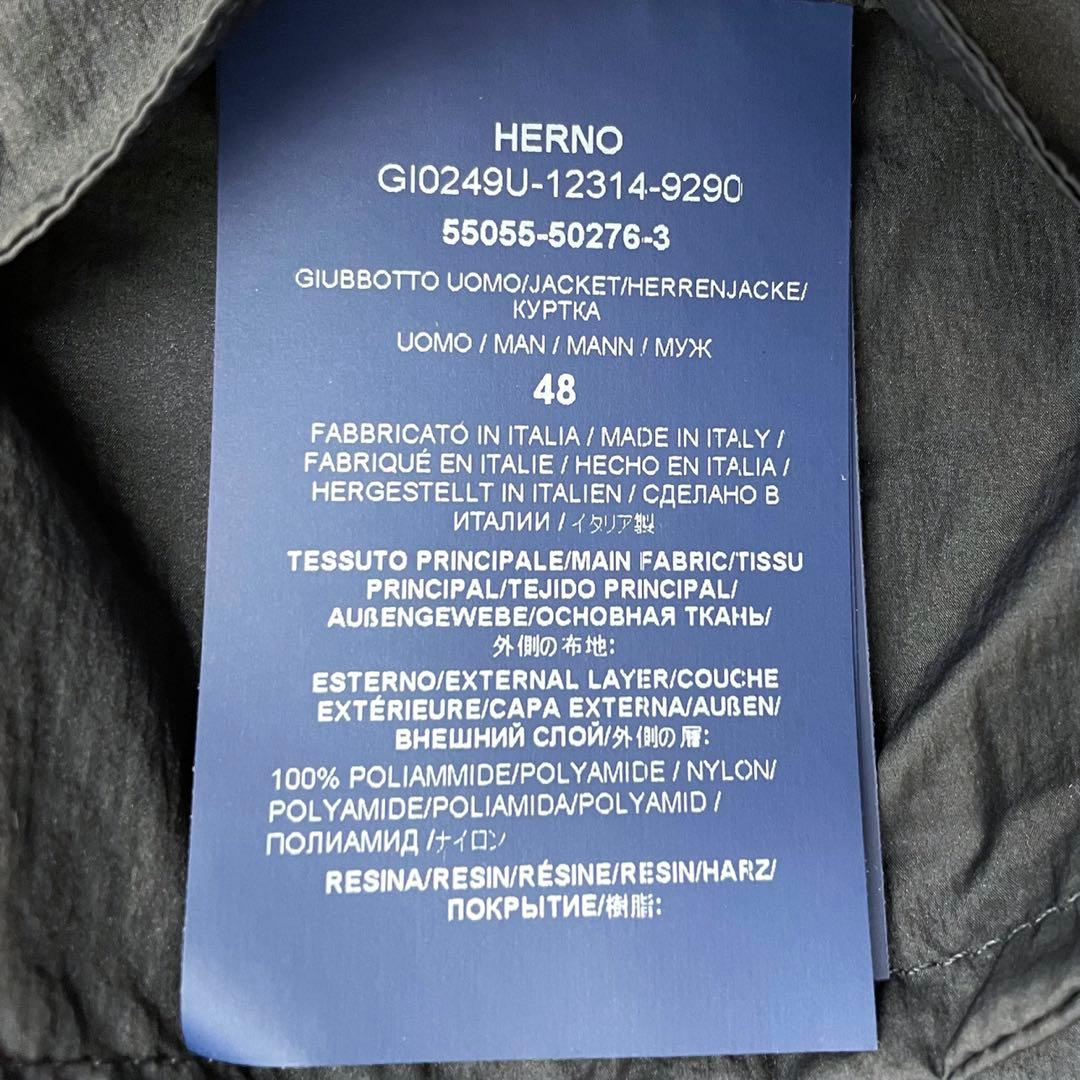 HERNO
GI0249U-12314-9290
55055-50276-3
GIUBBOTTO UOMO/JACKET/HERRENJACKE/
КУРТКА
UOMO / MAN / MANN / МУЖ
48
FABBRICATO IN ITALIA / MADE IN ITALY /
FABRIQUÉ EN ITALIE / HECHO EN ITALIA /
HERGESTELLT IN ITALIEN / СДЕЛАНО В
ИТАЛИИ / イタリア製
TESSUTO PRINCIPALE/MAIN FABRIC/TISSU
PRINCIPAL/TEJIDO PRINCIPAL/
AUßENGEWEBE/ОСНОВНАЯ ТКАНЬ/
外側の布地:
ESTERNO/EXTERNAL LAYER/COUCHE
EXTÉRIEURE/CAPA EXTERNA/AUßEN/
ВНЕШНИЙ СЛОЙ/外側の層:
100% POLIAMMIDE/POLYAMIDE / NYLON/
POLYAMIDE/POLIAMIDA/POLYAMID /
ПОЛИАМИД /ナイロン
RESINA/RESIN/RÉSINE/RESIN/HARZ/
ПОКРЫТИЕ/樹脂: